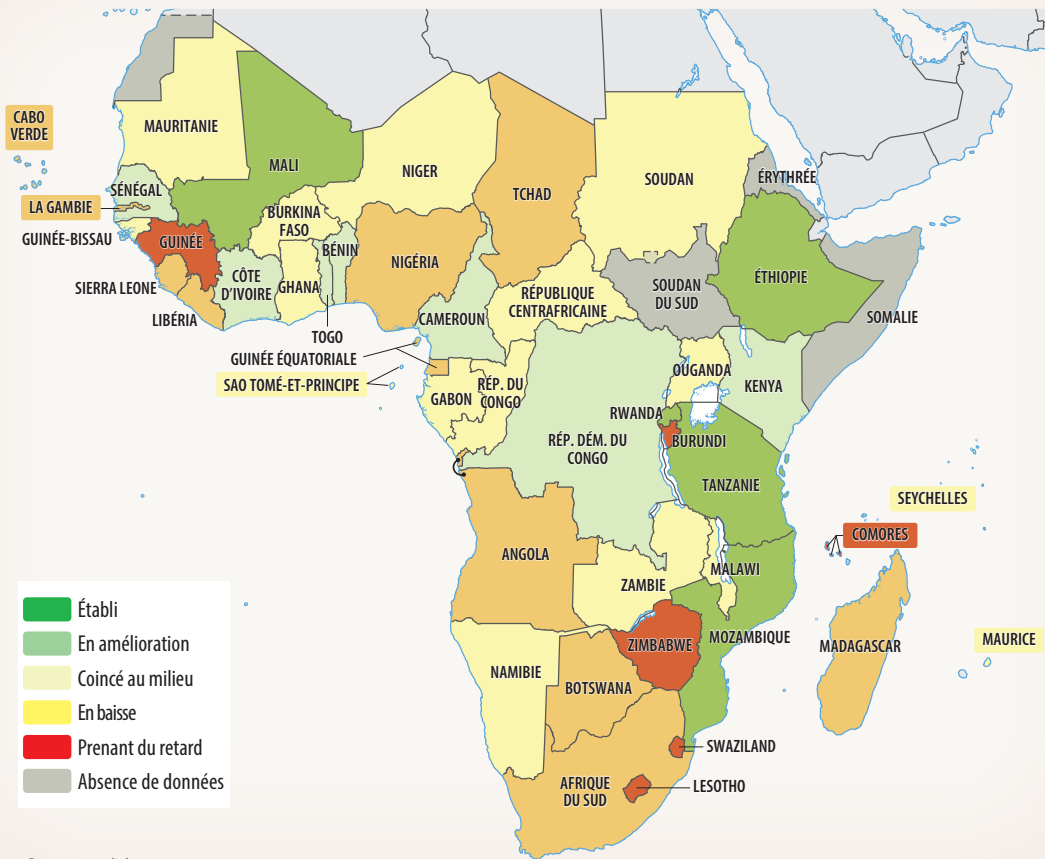 CABO
VERDE
MAURITANIE
MALI
NIGER
TCHAD
SOUDAN
ÉRYTHRÉE
SÉNÉGAL
LA GAMBIE
GUINÉE-BISSAU
GUINÉE
BURKINA
FASO
BÉNIN
NIGÉRIA
CÔTE
D'IVOIRE
GHANA
SIERRA LEONE
LIBÉRIA
TOGO
CAMEROUN
RÉPUBLIQUE
CENTRAFRICAINE
SOUDAN
DU SUD
ÉTHIOPIE
SOMALIE
GUINÉE ÉQUATORIALE
SAO TOMÉ-ET-PRINCIPE
GABON
RÉP. DU
CONGO
RÉP. DÉM. DU
CONGO
OUGANDA
KENYA
RWANDA
BURUNDI
TANZANIE
SEYCHELLES
COMORES
ANGOLA
ZAMBIE
MALAWI
MOZAMBIQUE
ZIMBABWE
MADAGASCAR
MAURICE
NAMIBIE
BOTSWANA
SWAZILAND
AFRIQUE
DU SUD
LESOTHO
Établi
En amélioration
Coincé au milieu
En baisse
Prenant du retard
Absence de données